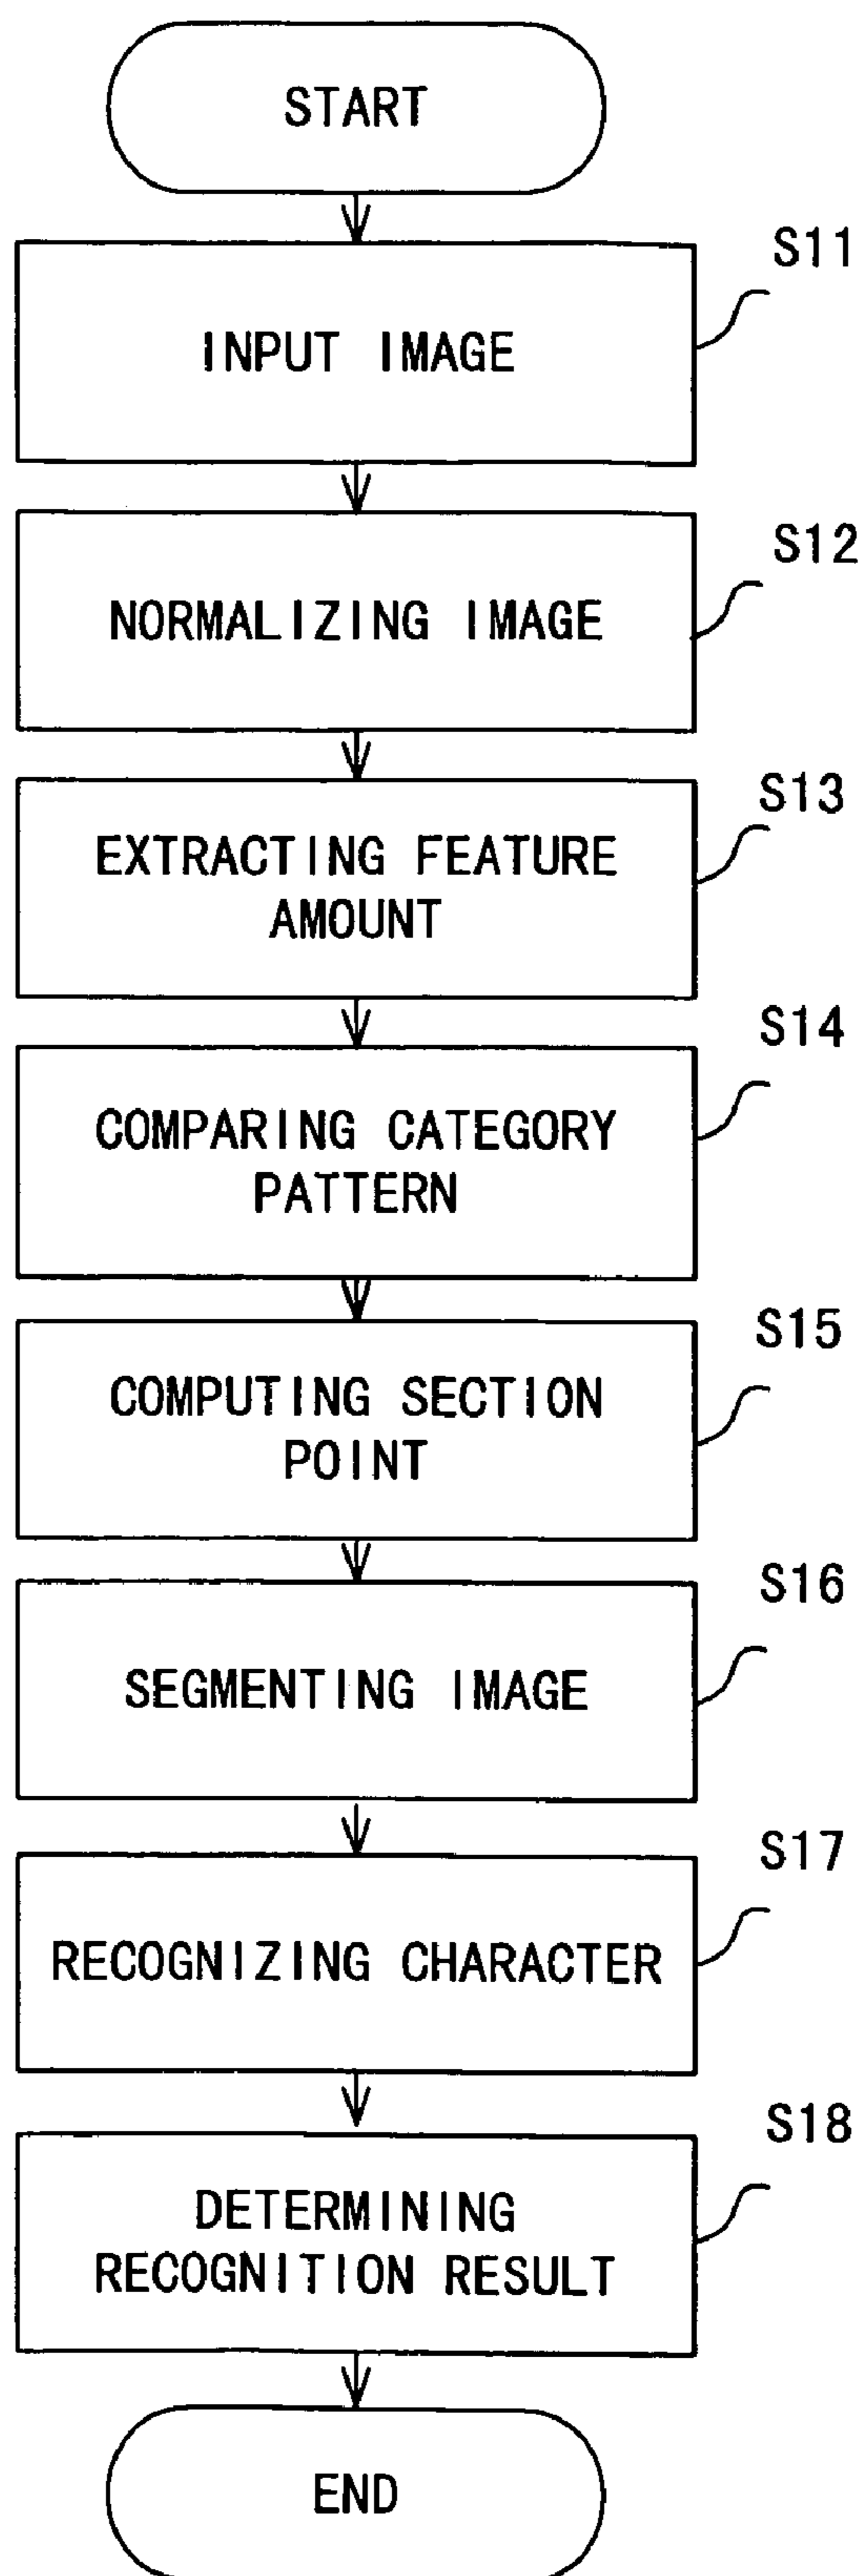 START
S11
INPUT IMAGE
S12
NORMALIZING IMAGE
S13
EXTRACTING FEATURE
AMOUNT
S14
COMPARING CATEGORY
PATTERN
S15
COMPUTING SECTION
POINT
S16
SEGMENTING IMAGE
S17
RECOGNIZING CHARACTER
S18
DETERMINING
RECOGNITION RESULT
END